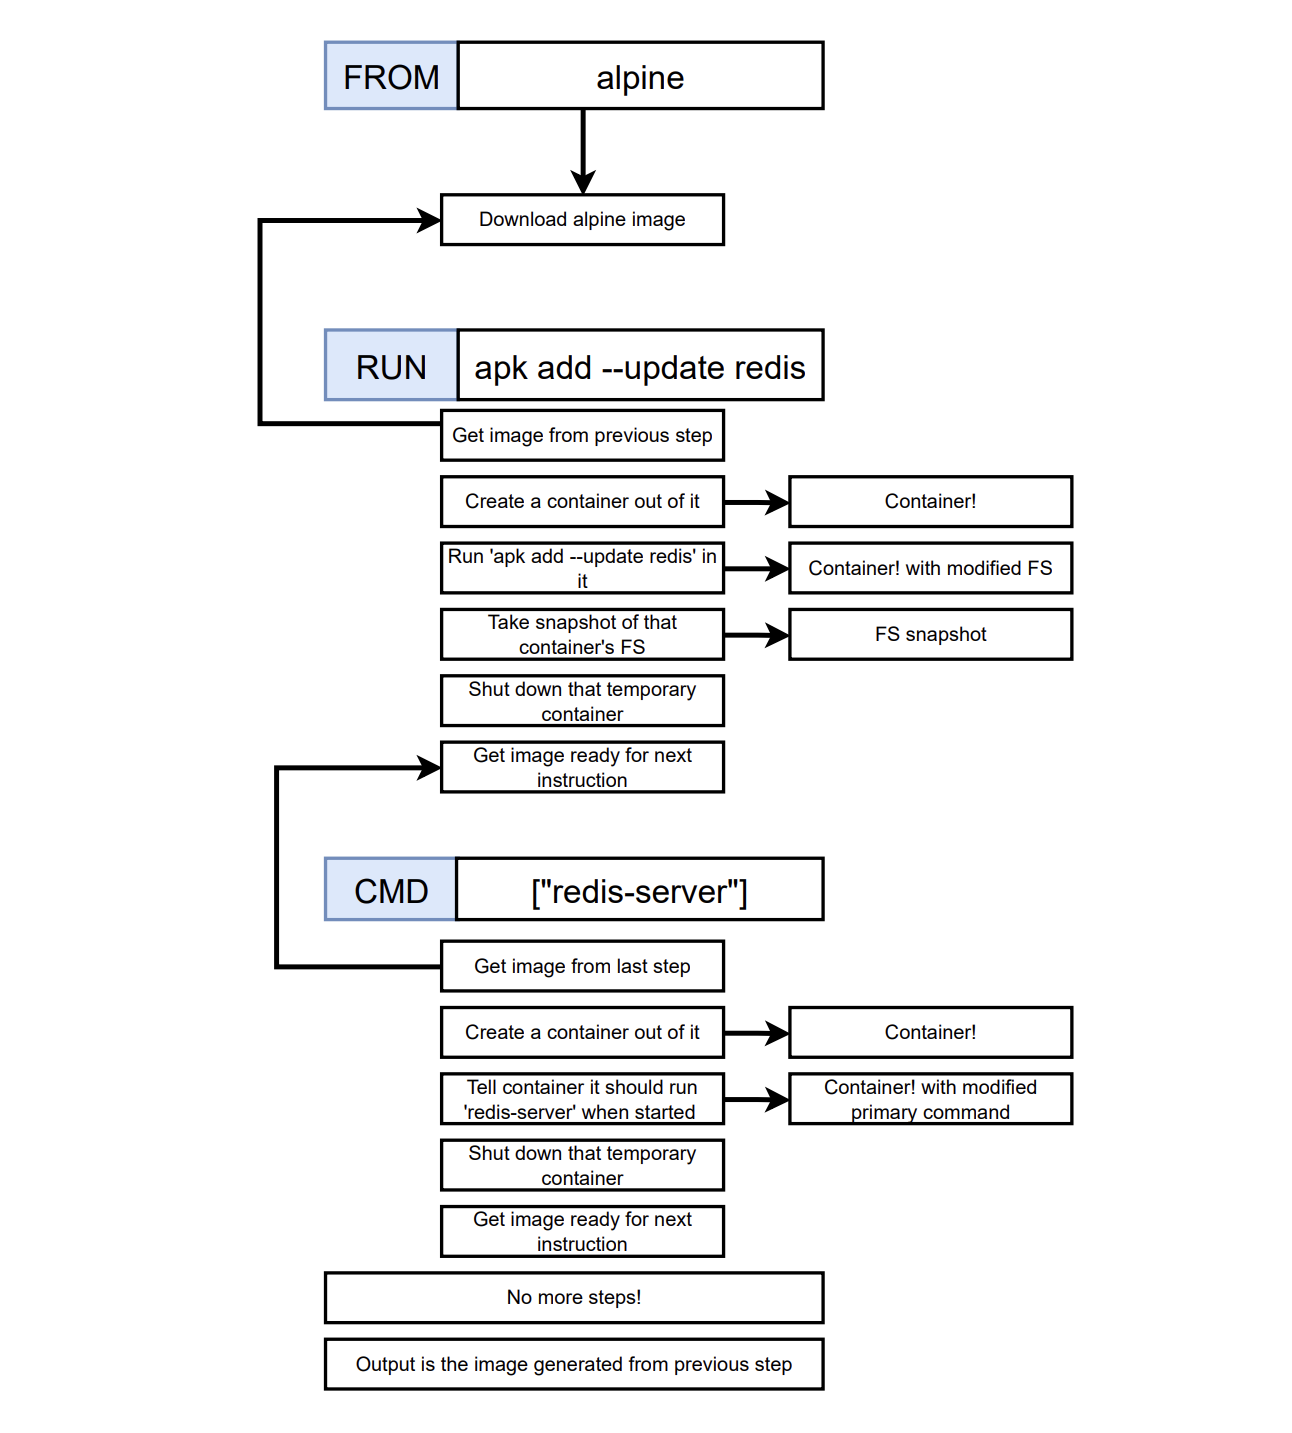 FROM alpine
Download alpine image
RUN apk add --update redis
Get image from previous step
Create a container out of it
Container!
Run 'apk add --update redis' in
it
Container! with modified FS
Take snapshot of that
container's FS
FS snapshot
Shut down that temporary
container
Get image ready for next
instruction
CMD ["redis-server"]
Get image from last step
Create a container out of it
Container!
Tell container it should run
'redis-server' when started
Container! with modified
primary command
Shut down that temporary
container
Get image ready for next
instruction
No more steps!
Output is the image generated from previous step